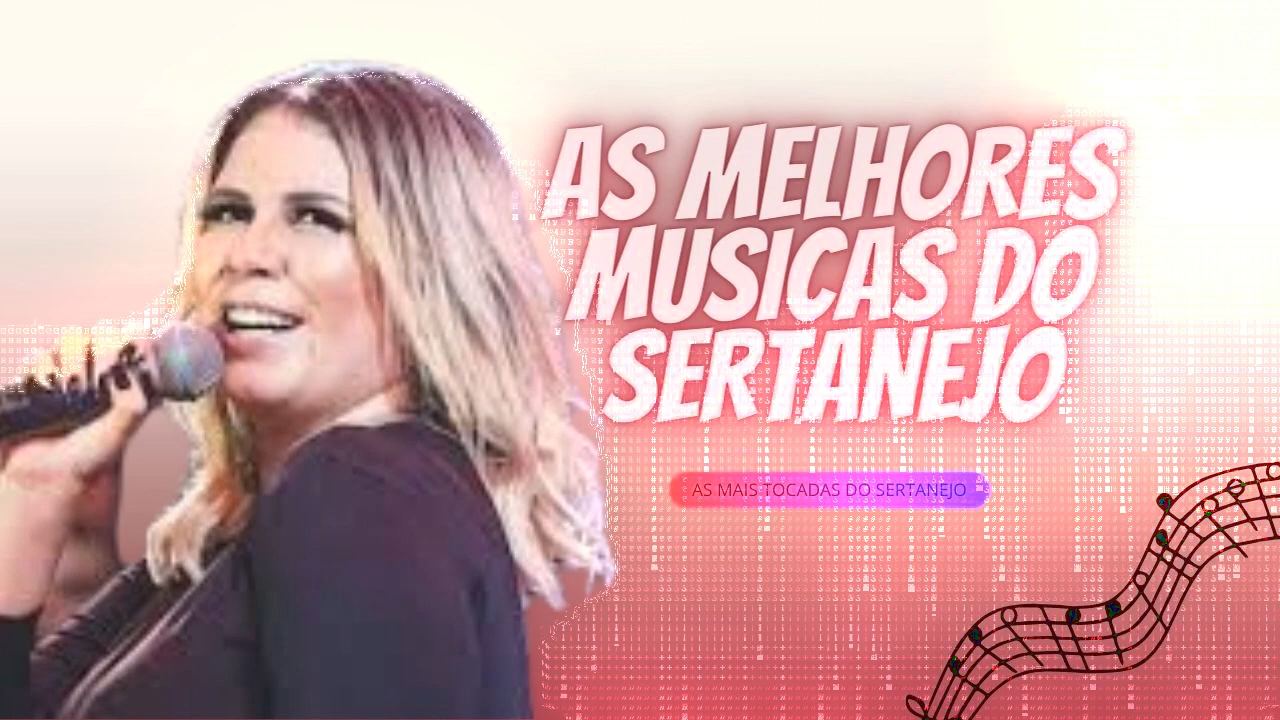 AS MELHORES
MUSICAS DO
SERTANEJO
AS MAIS TOCADAS DO SERTANEJO